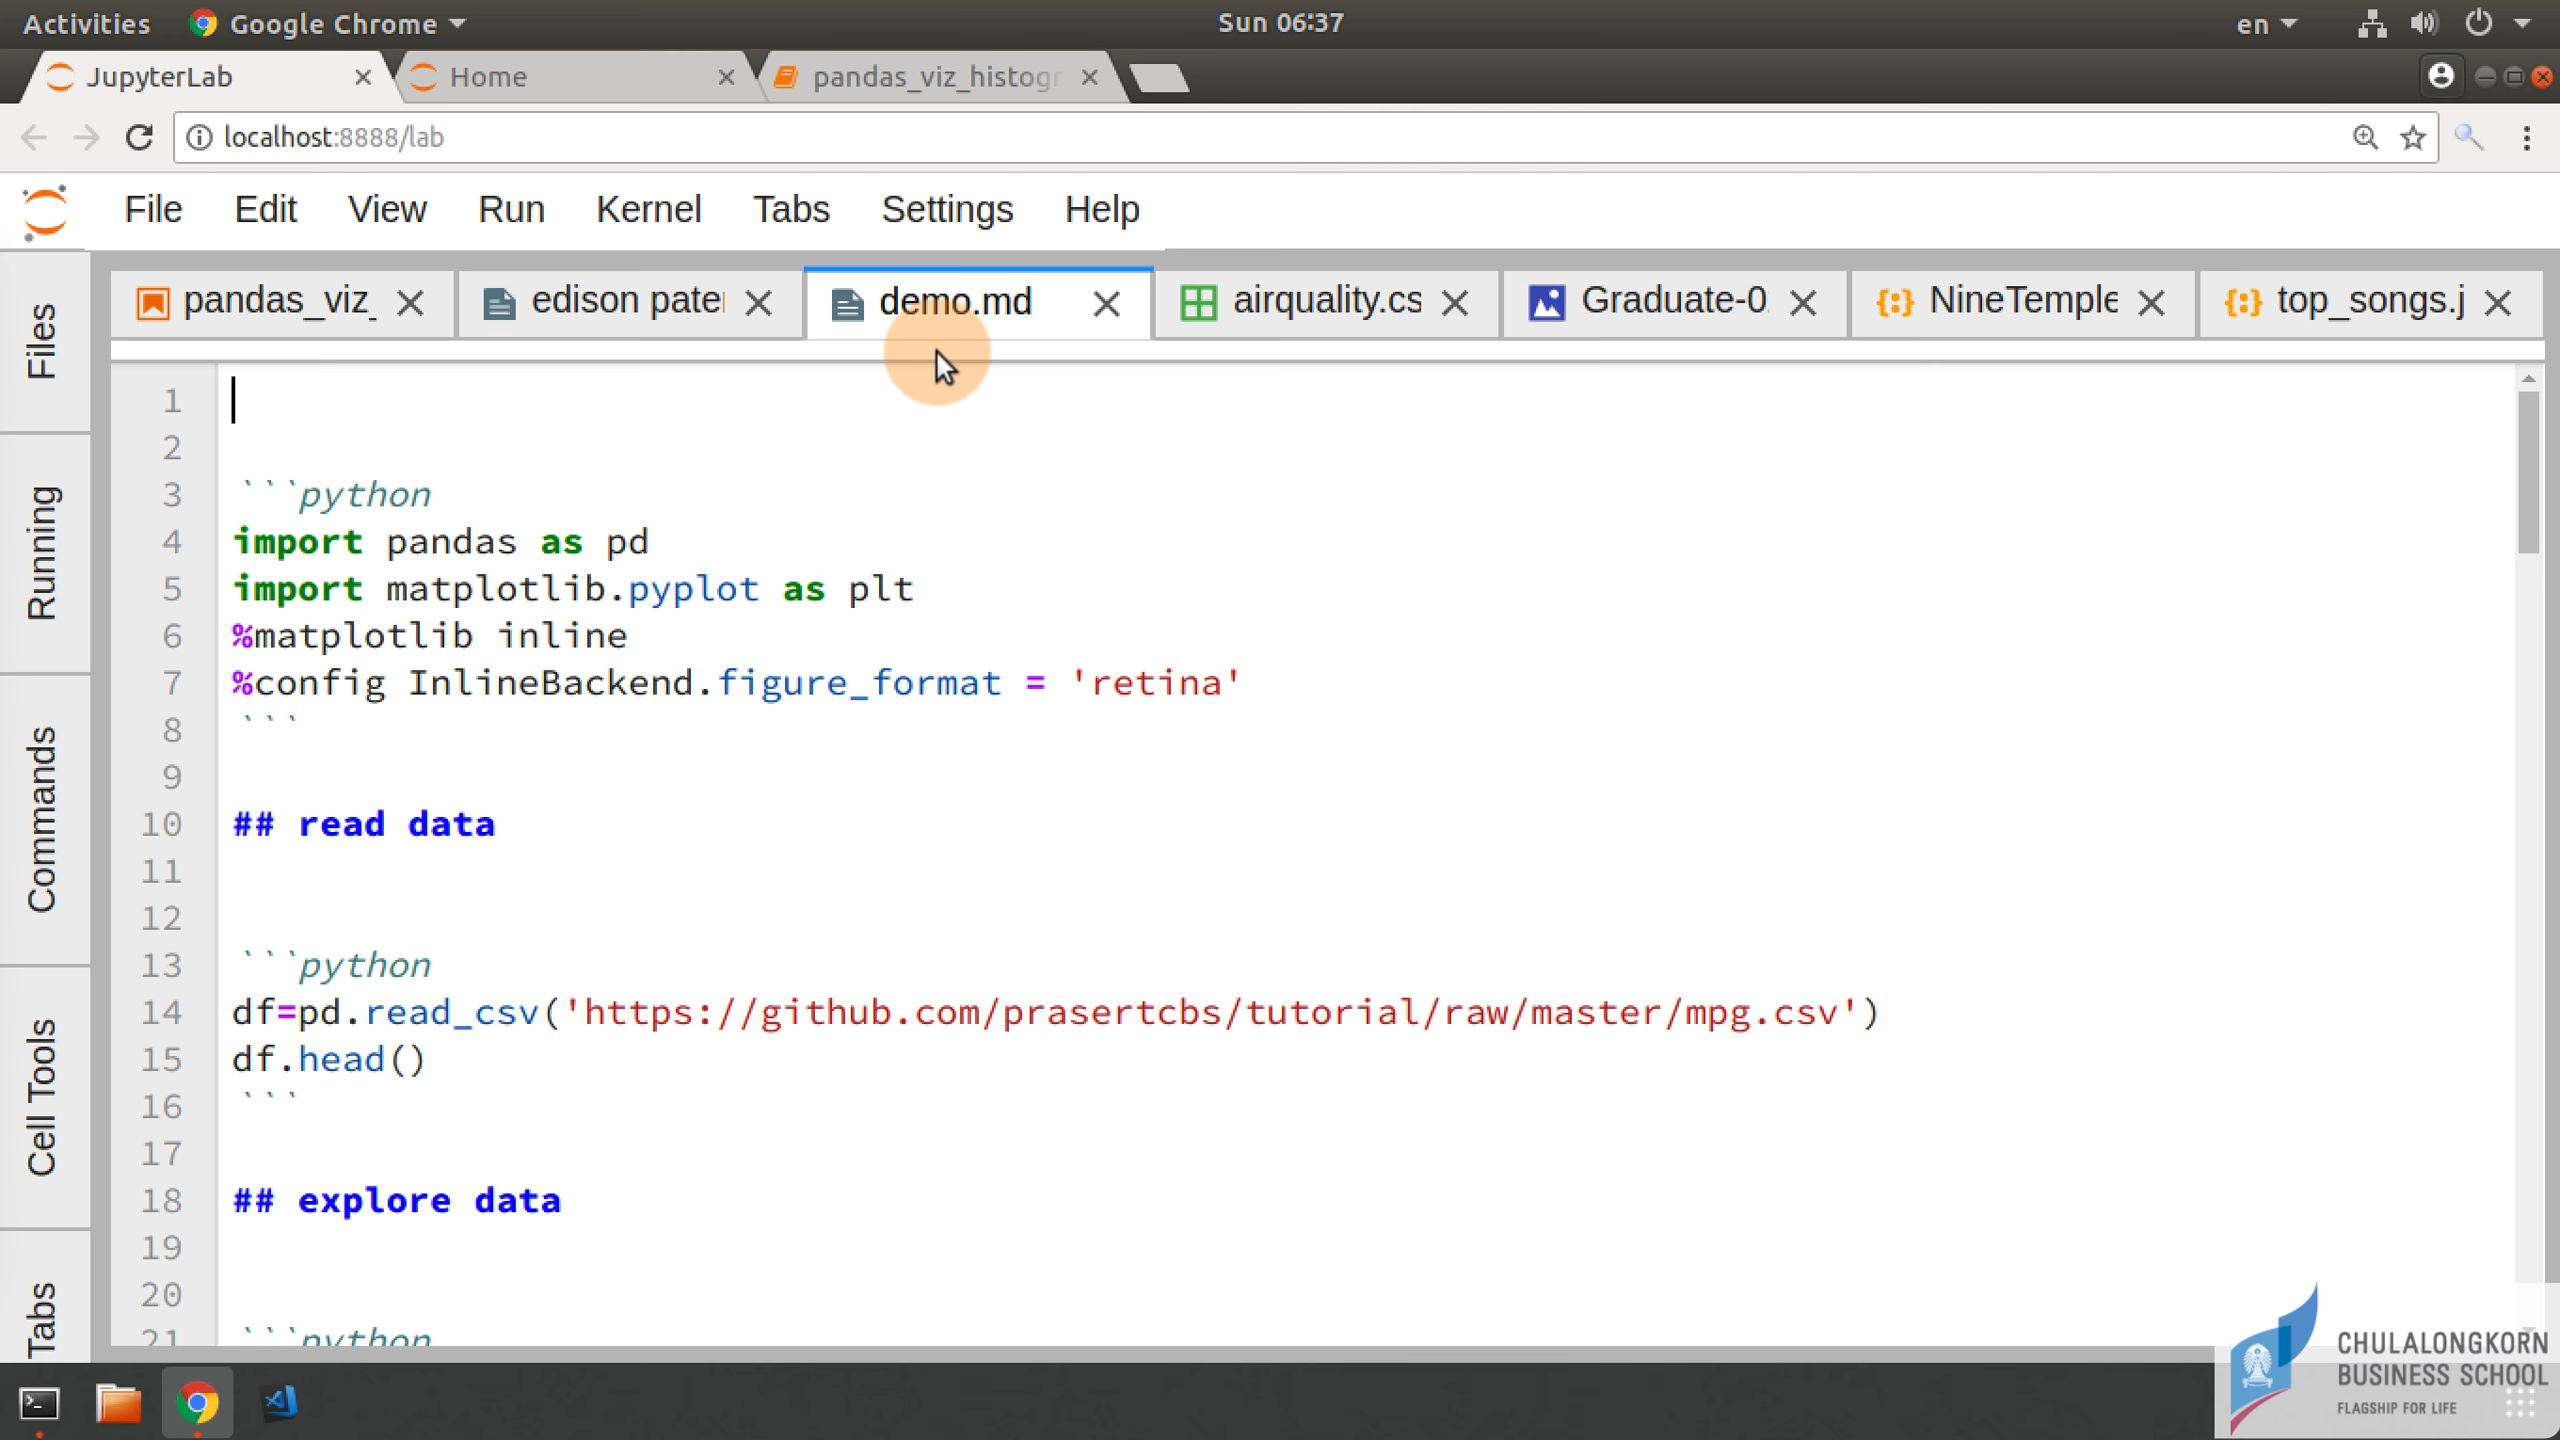 Activities Google Chrome Sun 06:37 en
JupyterLab Home pandas_viz_histogr
localhost:8888/lab
File Edit View Run Kernel Tabs Settings Help
pandas_viz_ edison pate demo.md airquality.cs Graduate-0 NineTemple top_songs.j
Files
Running
Commands
Cell Tools
Tabs
1
2
3 ```python
4 import pandas as pd
5 import matplotlib.pyplot as plt
6 %matplotlib inline
7 %config InlineBackend.figure_format = 'retina'
8 ```
9
10 ## read data
11
12
13 ```python
14 df=pd.read_csv('https://github.com/prasertcbs/tutorial/raw/master/mpg.csv')
15 df.head()
16 ```
17
18 ## explore data
19
20
21 ```python
CHULALONGKORN
BUSINESS SCHOOL
FLAGSHIP FOR LIFE